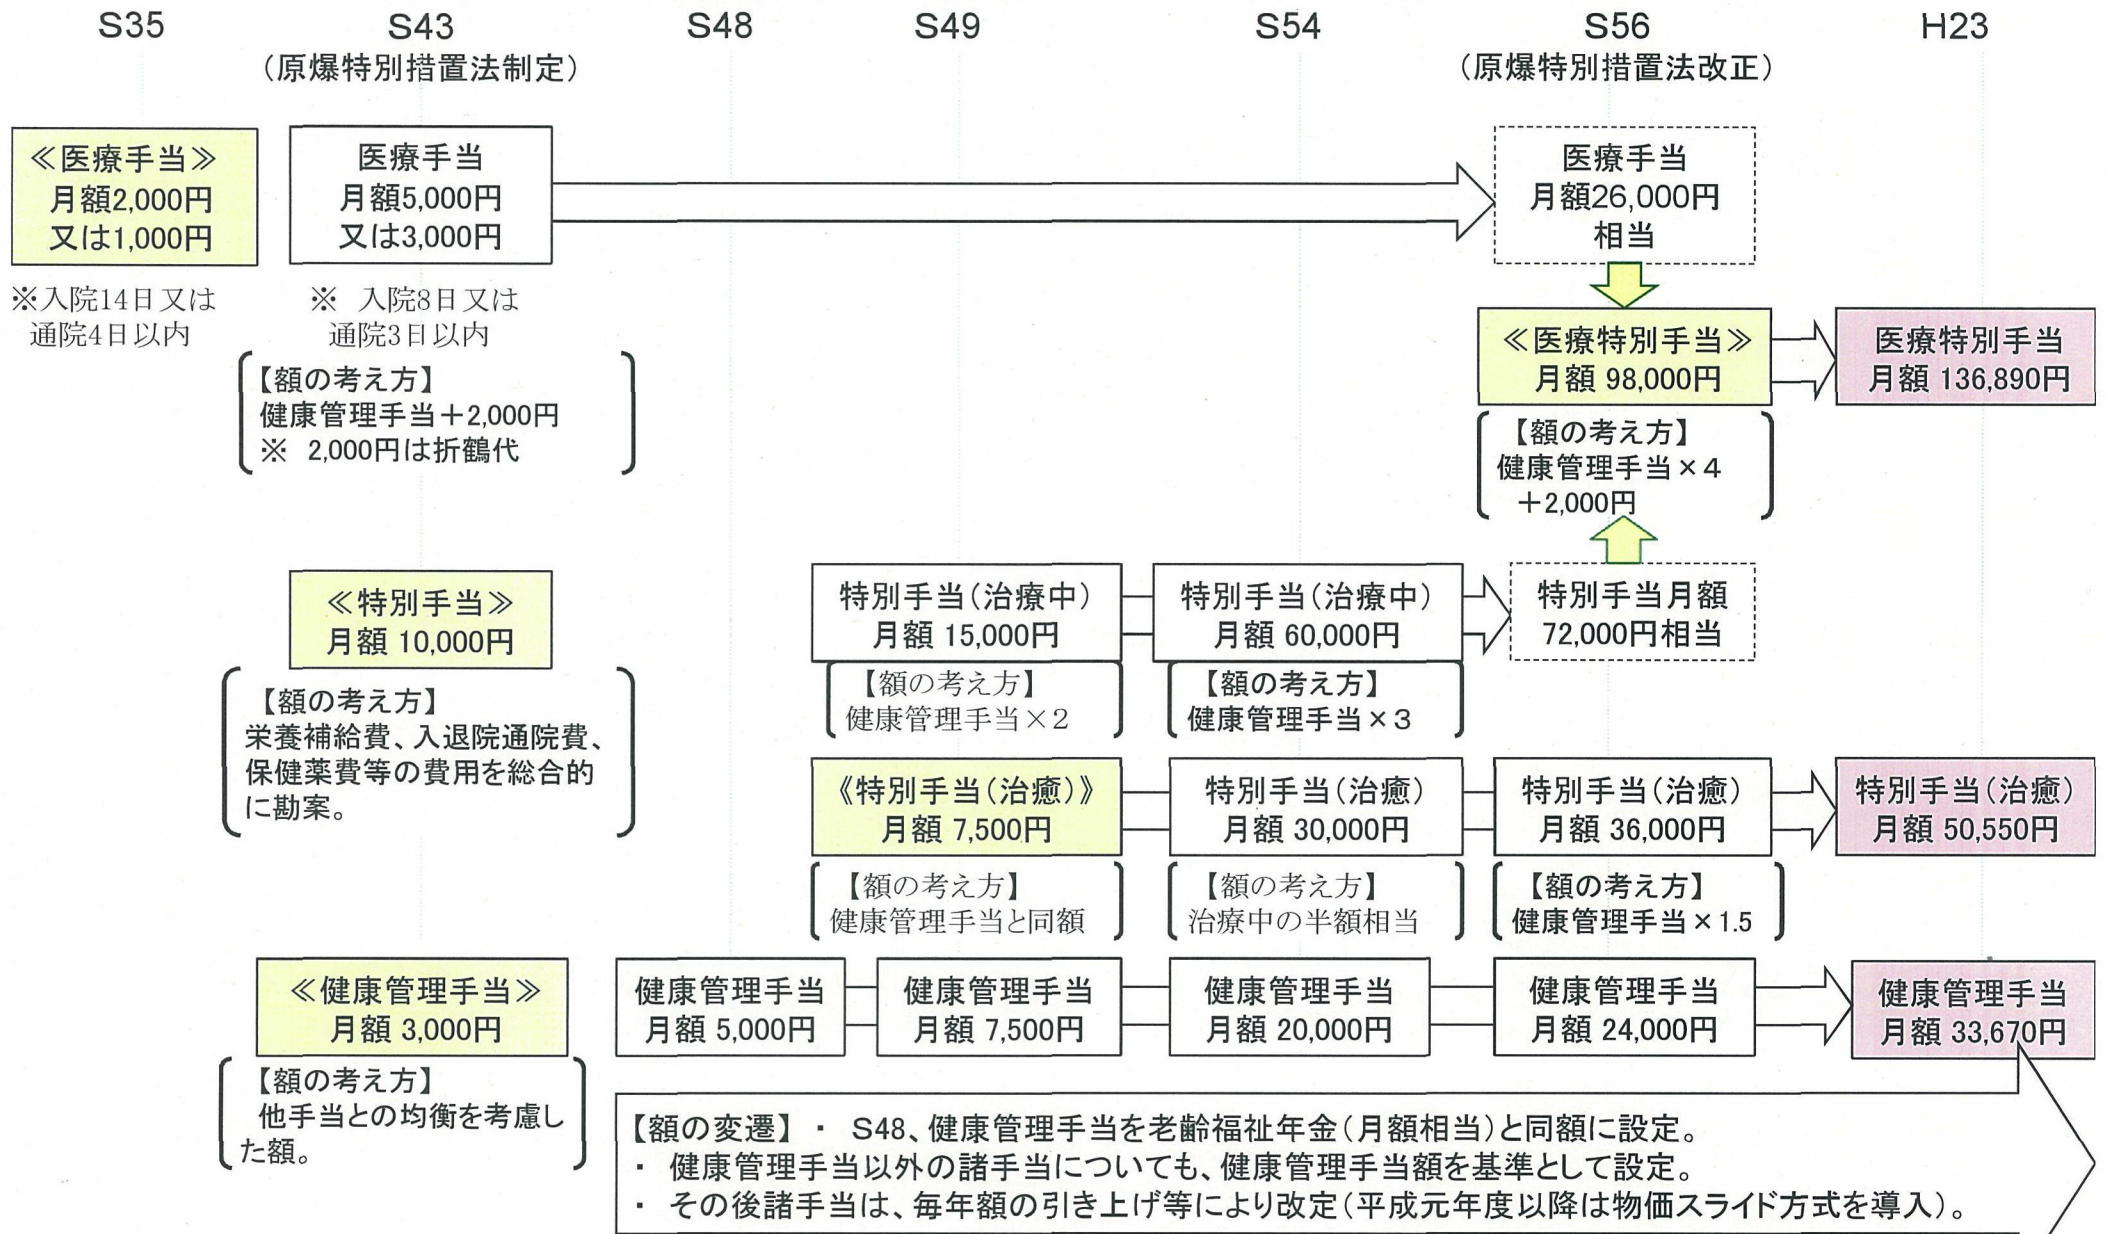 S35
S43
S48
S49
S54
S56
H23
（原爆特別措置法制定）
（原爆特別措置法改正）
≪医療手当≫
月額2,000円
又は1,000円
※入院14日又は
通院4日以内
医療手当
月額5,000円
又は3,000円
※ 入院8日又は
通院3日以内
【額の考え方】
健康管理手当＋2,000円
※ 2,000円は折鶴代
医療手当
月額26,000円
相当
≪医療特別手当≫
月額 98,000円
【額の考え方】
健康管理手当×4
＋2,000円
医療特別手当
月額 136,890円
≪特別手当≫
月額 10,000円
【額の考え方】
栄養補給費、入退院通院費、
保健薬費等の費用を総合的
に勘案。
特別手当（治療中）
月額 15,000円
【額の考え方】
健康管理手当×2
特別手当（治療中）
月額 60,000円
【額の考え方】
健康管理手当×3
特別手当月額
72,000円相当
《特別手当（治癒）》
月額 7,500円
【額の考え方】
健康管理手当と同額
特別手当（治癒）
月額 30,000円
【額の考え方】
治療中の半額相当
特別手当（治癒）
月額 36,000円
【額の考え方】
健康管理手当×1.5
特別手当（治癒）
月額 50,550円
≪健康管理手当≫
月額 3,000円
【額の考え方】
他手当との均衡を考慮し
た額。
健康管理手当
月額 5,000円
健康管理手当
月額 7,500円
健康管理手当
月額 20,000円
健康管理手当
月額 24,000円
健康管理手当
月額 33,670円
【額の変遷】・ S48、健康管理手当を老齢福祉年金（月額相当）と同額に設定。
・ 健康管理手当以外の諸手当についても、健康管理手当額を基準として設定。
・ その後諸手当は、毎年額の引き上げ等により改定（平成元年度以降は物価スライド方式を導入）。